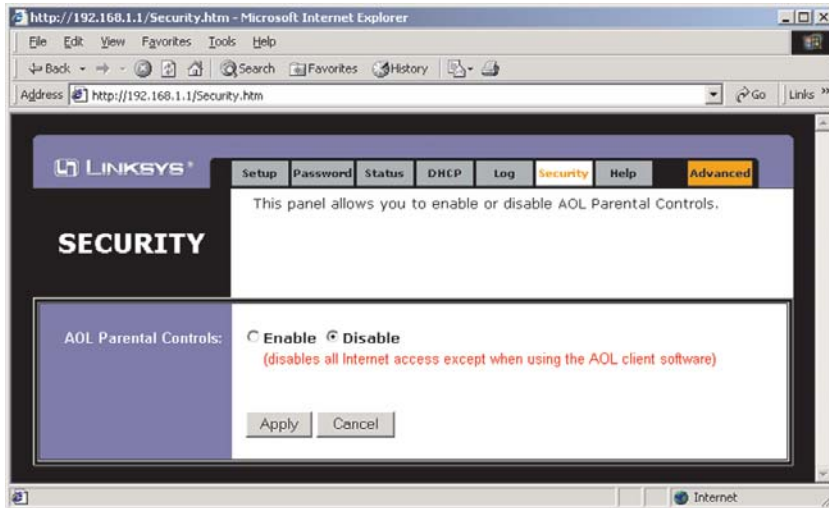 http://192.168.1.1/Security.htm - Microsoft Internet Explorer
File Edit View Favorites Tools Help
Back Search Favorites History
Address http://192.168.1.1/Security.htm Go Links »
LINKSYS®
Setup Password Status DHCP Log Security Help Advanced
This panel allows you to enable or disable AOL Parental Controls.
SECURITY
AOL Parental Controls: Enable Disable
(disables all Internet access except when using the AOL client software)
Apply Cancel
Internet